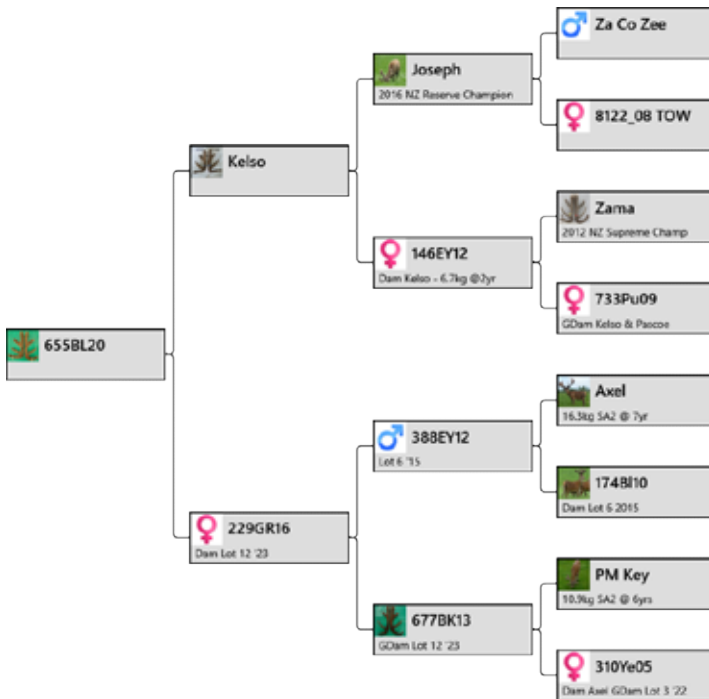 Za Co Zee
Joseph
2016 NZ Reserve Champion
8122_08 TOW
Kelso
Zama
2012 NZ Supreme Champ
146EY12
Dam Kelso - 6.7kg @2yr
733Pu09
GDam Kelso & Pascoe
655BL20
Axel
16.3kg SA2 @ 7yr
388EY12
Lot 6 '15
174Bl10
Dam Lot 6 2015
229GR16
Dam Lot 12 '23
PM Key
10.9kg SA2 @ 6yrs
677BK13
GDam Lot 12 '23
310Ye05
Dam Axel GDam Lot 3 '22